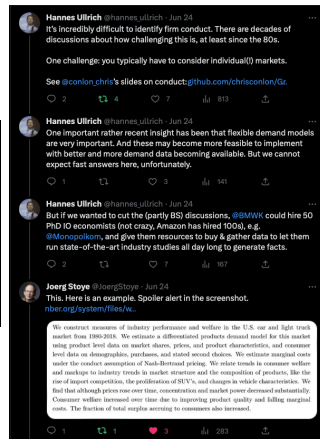 Hannes Ullrich @hannes_ullrich · Jun 24
It's incredibly difficult to identify firm conduct. There are decades of
discussions about how challenging this is, at least since the 80s.
One challenge: you typically have to consider individual(!) markets.
See @conlon_chris's slides on conduct:github.com/chrisconlon/Gr.
2 4 7 813
Hannes Ullrich @hannes_ullrich · Jun 24
One important rather recent insight has been that flexible demand models
are very important. And these may become more feasible to implement
with better and more demand data becoming available. But we cannot
expect fast answers here, unfortunately.
1 3 141
Hannes Ullrich @hannes_ullrich · Jun 24
But if we wanted to cut the (partly BS) discussions, @BMWK could hire 50
PhD IO economists (not crazy, Amazon has hired 100s), e.g.
@Monopolkom, and give them resources to buy & gather data to let them
run state-of-the-art industry studies all day long to generate facts.
2 7 167
Joerg Stoye @JoergStoye · Jun 24
This. Here is an example. Spoiler alert in the screenshot.
nber.org/system/files/w...
We construct measures of industry performance and welfare in the U.S. car and light truck
market from 1980-2018. We estimate a differentiated products demand model for this market
using product level data on market shares, prices, and product characteristics, and consumer
level data on demographics, purchases, and stated second choices. We estimate marginal costs
under the conduct assumption of Nash-Bertrand pricing. We relate trends in consumer welfare
and markups to industry trends in market structure and the composition of products, like the
rise of import competition, the proliferation of SUV's, and changes in vehicle characteristics. We
find that although prices rose over time, concentration and market power decreased substantially.
Consumer welfare increased over time due to improving product quality and falling marginal
costs. The fraction of total surplus accruing to consumers also increased.
1 1 3 283